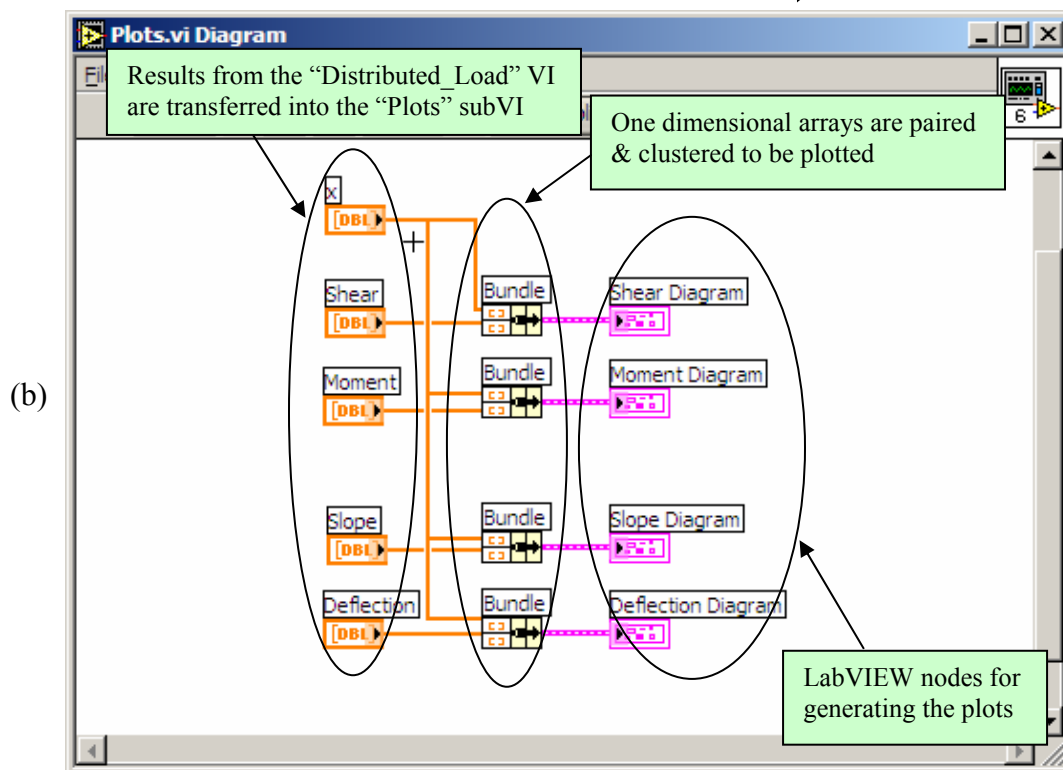 Plots.vi Diagram
Results from the “Distributed_Load” VI
are transferred into the “Plots” subVI
6
One dimensional arrays are paired
& clustered to be plotted
x
[DBL]
Shear
[DBL]
Bundle
Shear Diagram
Moment
[DBL]
Bundle
Moment Diagram
(b)
Slope
[DBL]
Bundle
Slope Diagram
Deflection
[DBL]
Bundle
Deflection Diagram
LabVIEW nodes for
generating the plots